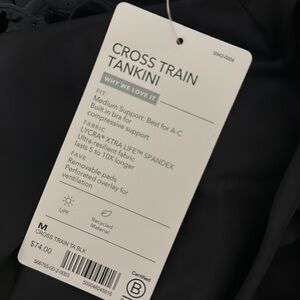 CROSS TRAIN
TANKINI
WHY WE LOVE IT
FIT
Medium Support: Best for A-C
Built in bra for
compressive support
FABRIC
LYCRA® XTRA LIFE™ SPANDEX
Ultra-resilient fabric
lasts 5 to 10X longer
FAVE
Removable pads
Perforated overlay for
ventilation
UPF
Recycled
Material
M
CROSS TRAIN TA BLK
$74.00
Certified
B